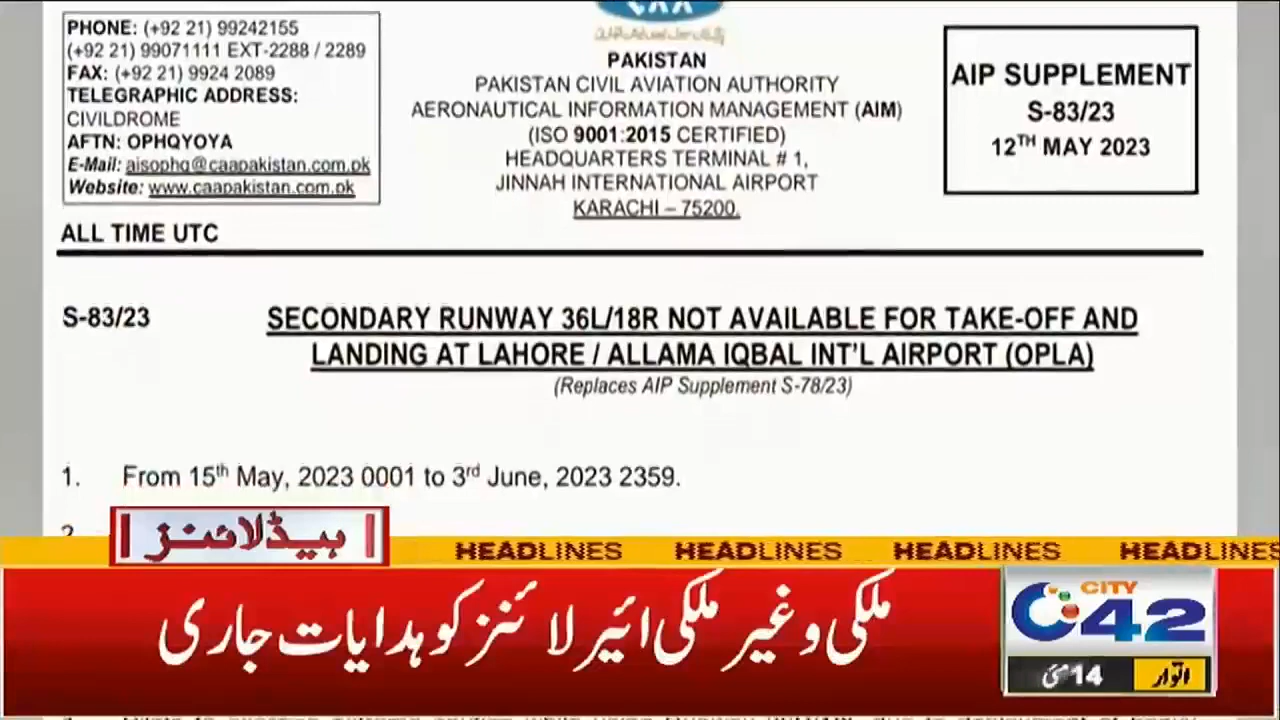 PHONE: (+92 21) 99242155
(+92 21) 99071111 EXT-2288 / 2289
FAX: (+92 21) 9924 2089
TELEGRAPHIC ADDRESS:
CIVILDROME
AFTN: OPHQYOYA
E-Mail: aisophq@caapakistan.com.pk
Website: www.caapakistan.com.pk
PAKISTAN
PAKISTAN CIVIL AVIATION AUTHORITY
AERONAUTICAL INFORMATION MANAGEMENT (AIM)
(ISO 9001:2015 CERTIFIED)
HEADQUARTERS TERMINAL # 1,
JINNAH INTERNATIONAL AIRPORT
KARACHI – 75200.
AIP SUPPLEMENT
S-83/23
12TH MAY 2023
ALL TIME UTC
S-83/23 SECONDARY RUNWAY 36L/18R NOT AVAILABLE FOR TAKE-OFF AND
LANDING AT LAHORE / ALLAMA IQBAL INT'L AIRPORT (OPLA)
(Replaces AIP Supplement S-78/23)
1. From 15th May, 2023 0001 to 3rd June, 2023 2359.
2
ہیڈلائنز
HEADLINES HEADLINES HEADLINES HEADLINES
ملکی و غیر ملکی ائیر لائنز کو ہدایات جاری
CITY
42
اتوار 14 مئی